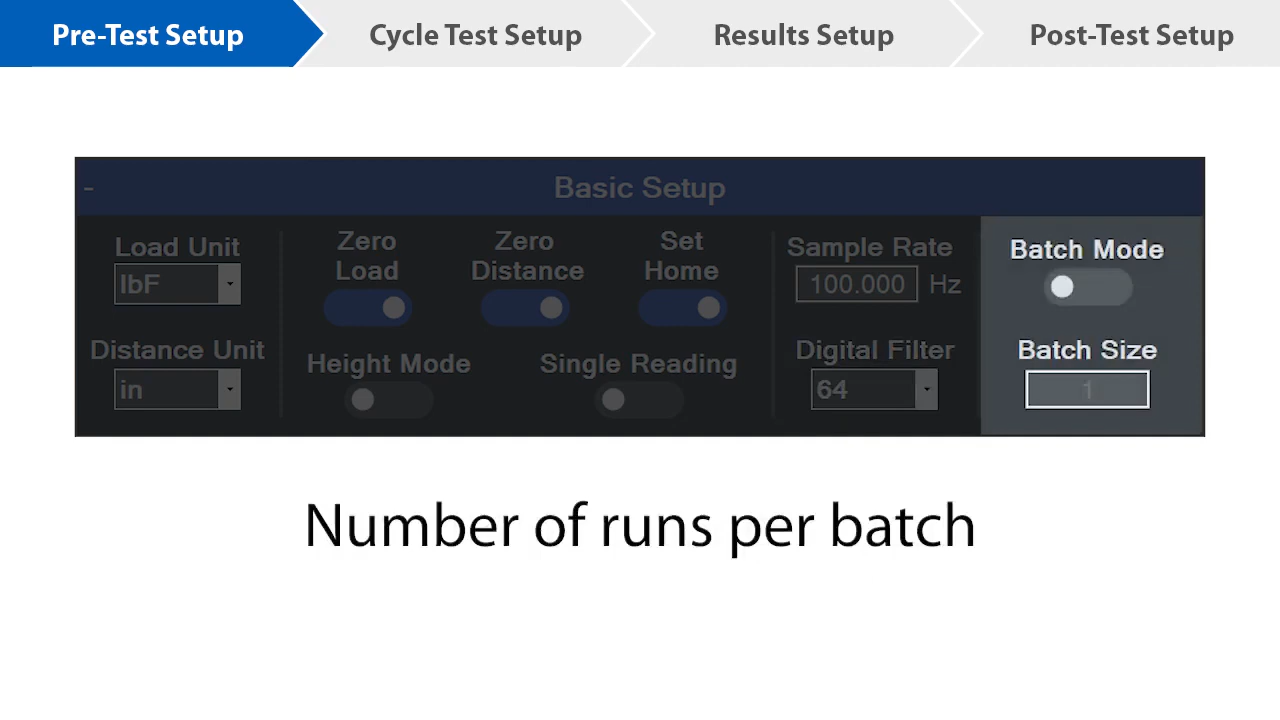 Pre-Test Setup
Cycle Test Setup
Results Setup
Post-Test Setup
- Basic Setup
Load Unit
lbF
Distance Unit
in
Zero
Load
Zero
Distance
Set
Home
Height Mode
Single Reading
Sample Rate
100.000 Hz
Digital Filter
64
Batch Mode
Batch Size
1
Number of runs per batch